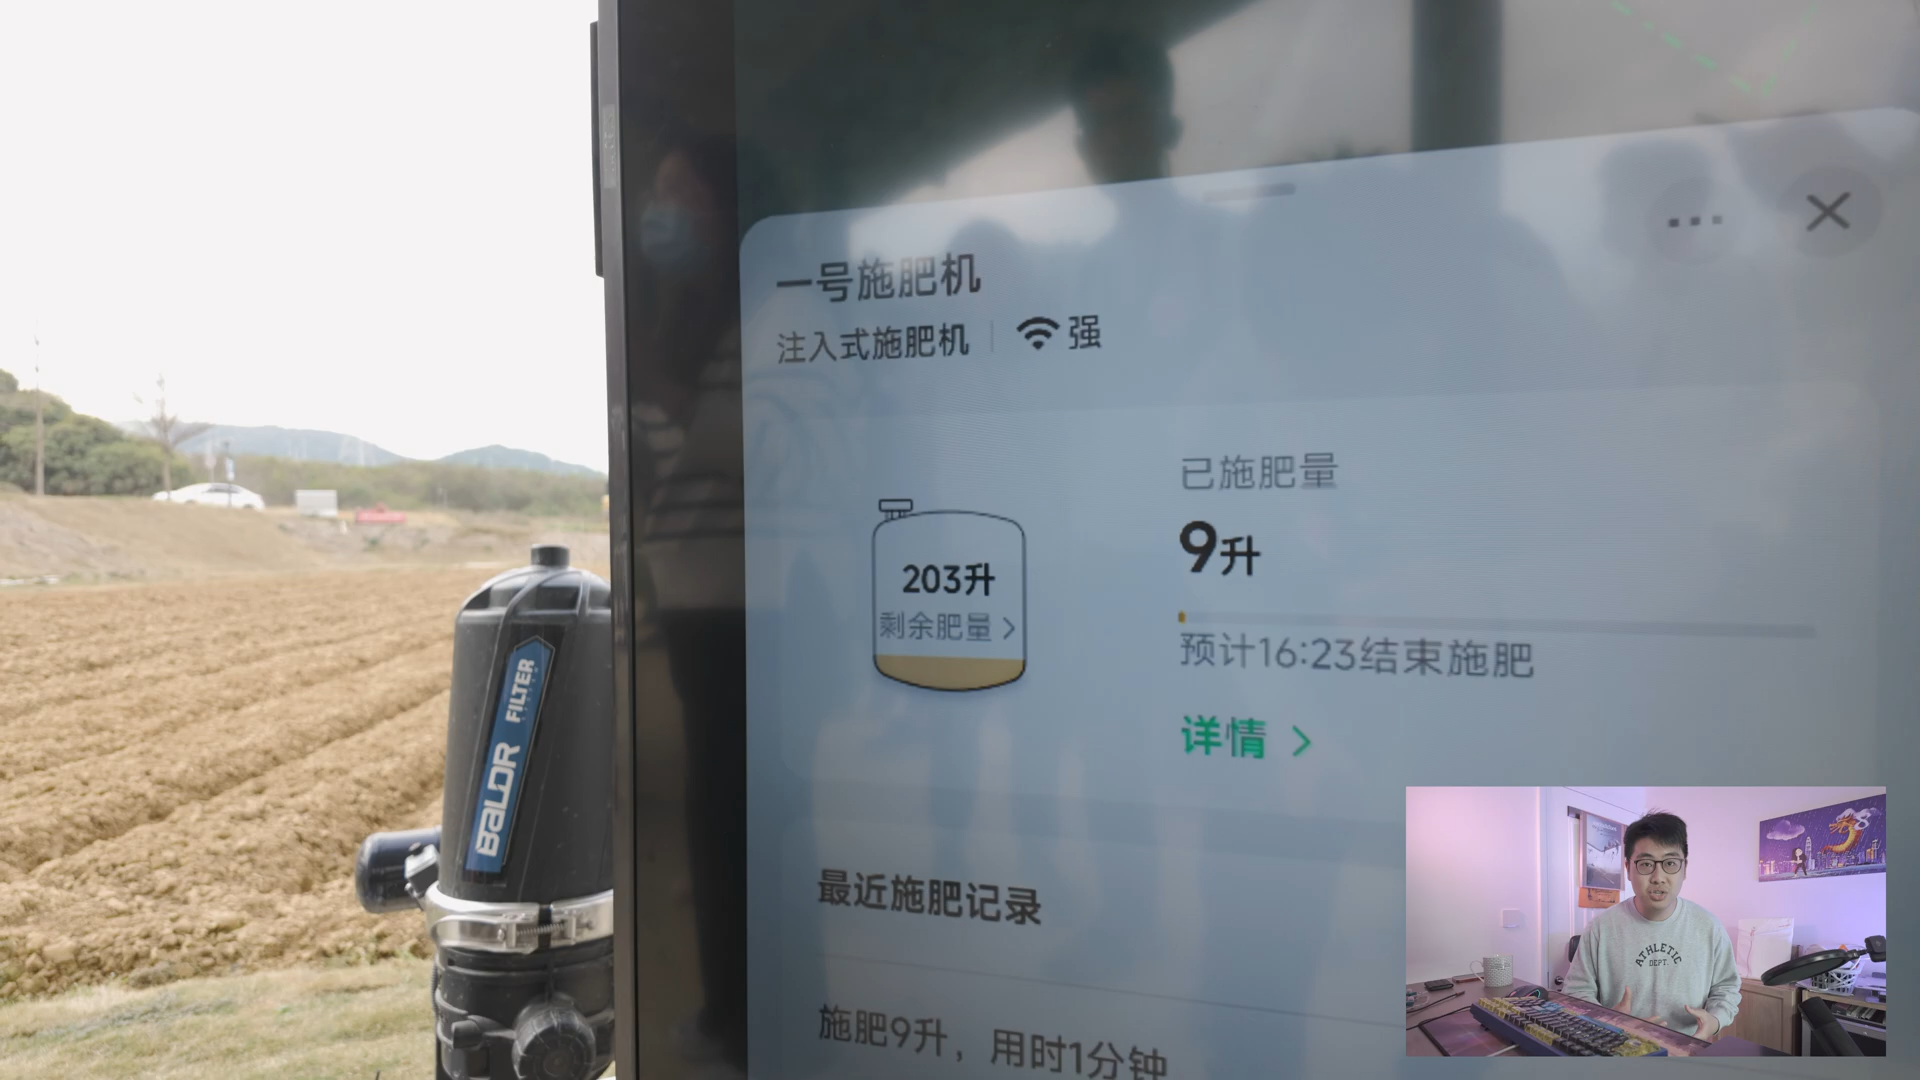 一号施肥机
注入式施肥机
强
203升
剩余肥量
已施肥量
9升
预计16:23结束施肥
详情
最近施肥记录
施肥9升，用时1分钟
BALOR FILTER
ATHLETIC
DEPT.